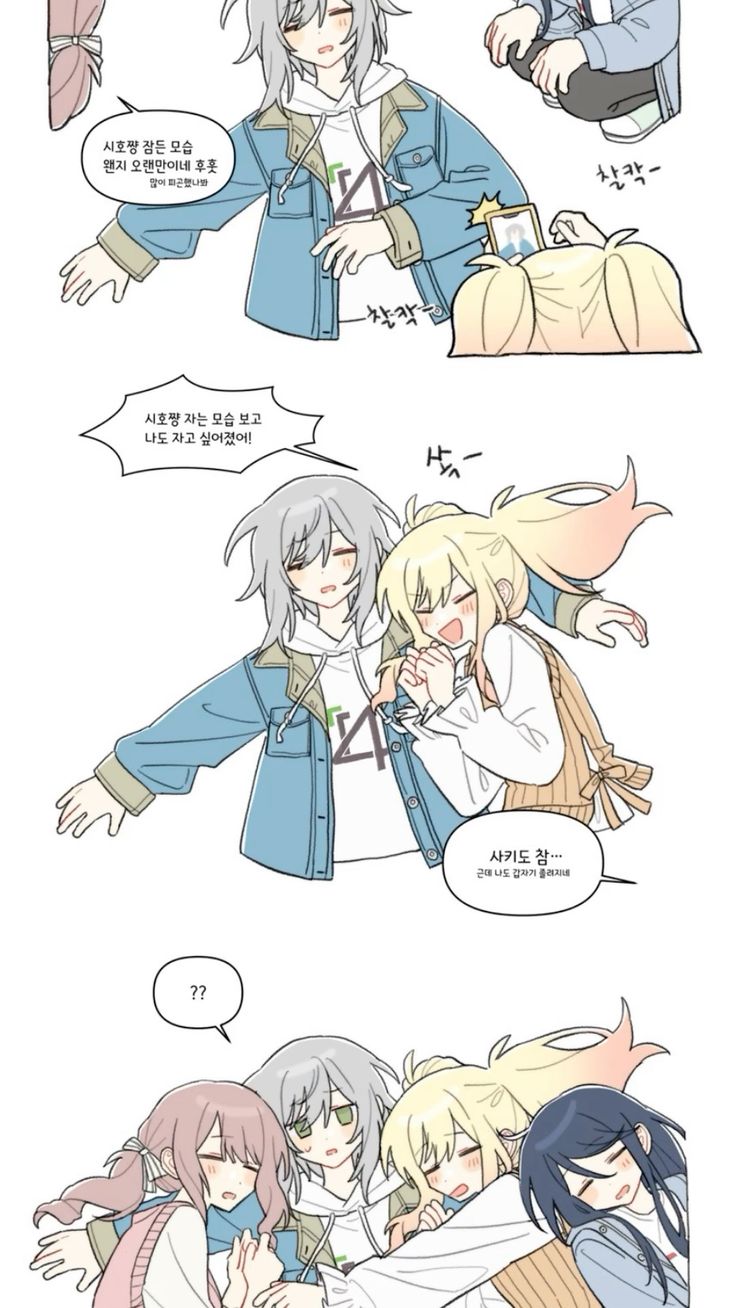 시호쨩 잠든 모습
왠지 오랜만이네 후훗
많이 피곤했나봐
찰칵-
찰칵-
시호쨩 자는 모습 보고
나도 자고 싶어졌어!
샥-
사키도 참…
근데 나도 갑자기 졸려지네
??